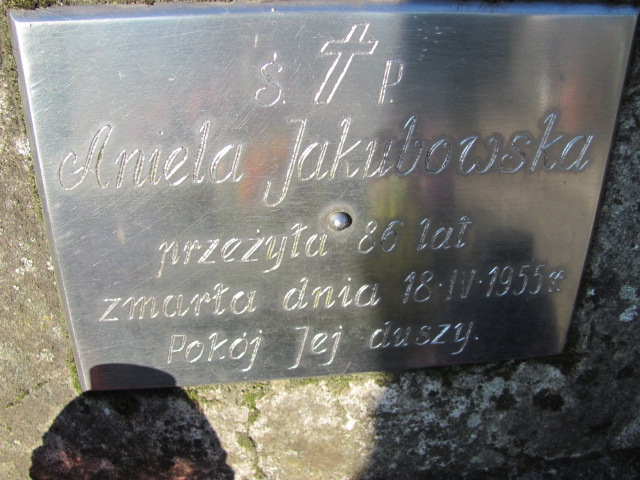 Ś. P.
Aniela Jakubowska
przeżyła 86 lat
zmarła dnia 18·IV·1955 r.
Pokój Jej duszy.